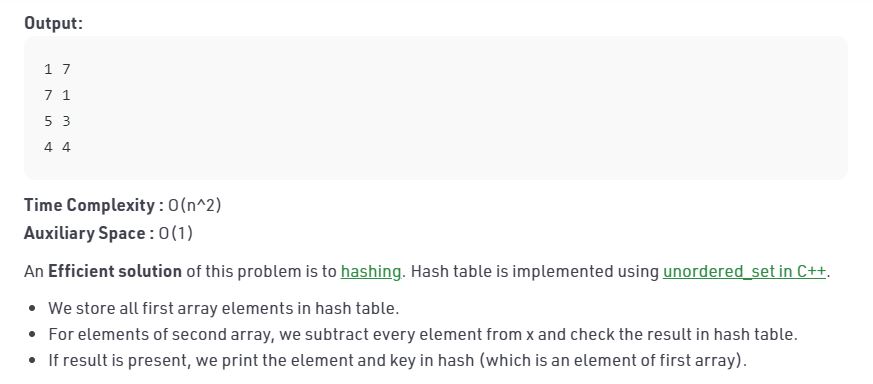 Output:
1 7
7 1
5 3
4 4
Time Complexity : O(n^2)
Auxiliary Space : O(1)
An Efficient solution of this problem is to hashing. Hash table is implemented using unordered_set in C++.
• We store all first array elements in hash table.
• For elements of second array, we subtract every element from x and check the result in hash table.
• If result is present, we print the element and key in hash (which is an element of first array).